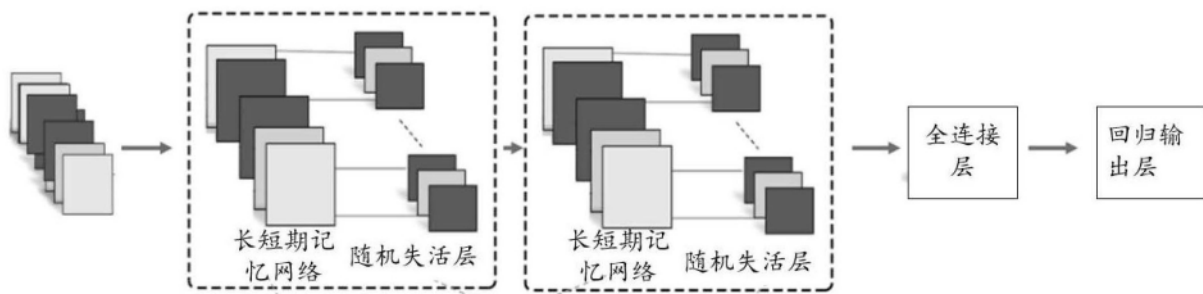 长短期记
忆网络
随机失活层
长短期记
忆网络
随机失活层
全连接
层
回归输
出层